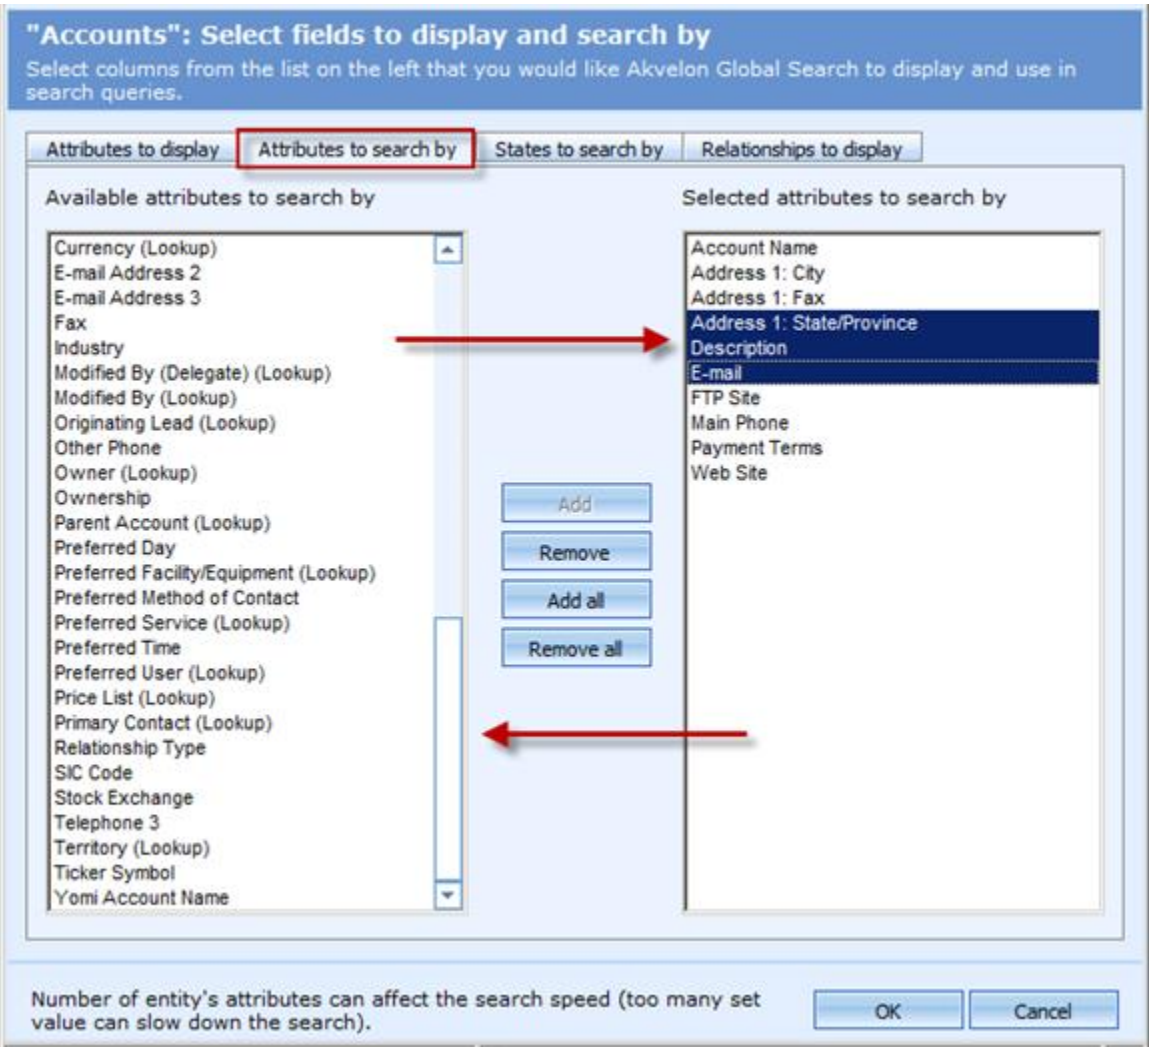 "Accounts": Select fields to display and search by
Select columns from the list on the left that you would like Akvelon Global Search to display and use in
search queries.
Attributes to display
Attributes to search by
States to search by
Relationships to display
Available attributes to search by
Currency (Lookup)
E-mail Address 2
E-mail Address 3
Fax
Industry
Modified By (Delegate) (Lookup)
Modified By (Lookup)
Originating Lead (Lookup)
Other Phone
Owner (Lookup)
Ownership
Parent Account (Lookup)
Preferred Day
Preferred Facility/Equipment (Lookup)
Preferred Method of Contact
Preferred Service (Lookup)
Preferred Time
Preferred User (Lookup)
Price List (Lookup)
Primary Contact (Lookup)
Relationship Type
SIC Code
Stock Exchange
Telephone 3
Territory (Lookup)
Ticker Symbol
Yomi Account Name
Add
Remove
Add all
Remove all
Selected attributes to search by
Account Name
Address 1: City
Address 1: Fax
Address 1: State/Province
Description
E-mail
FTP Site
Main Phone
Payment Terms
Web Site
Number of entity's attributes can affect the search speed (too many set
value can slow down the search).
OK
Cancel